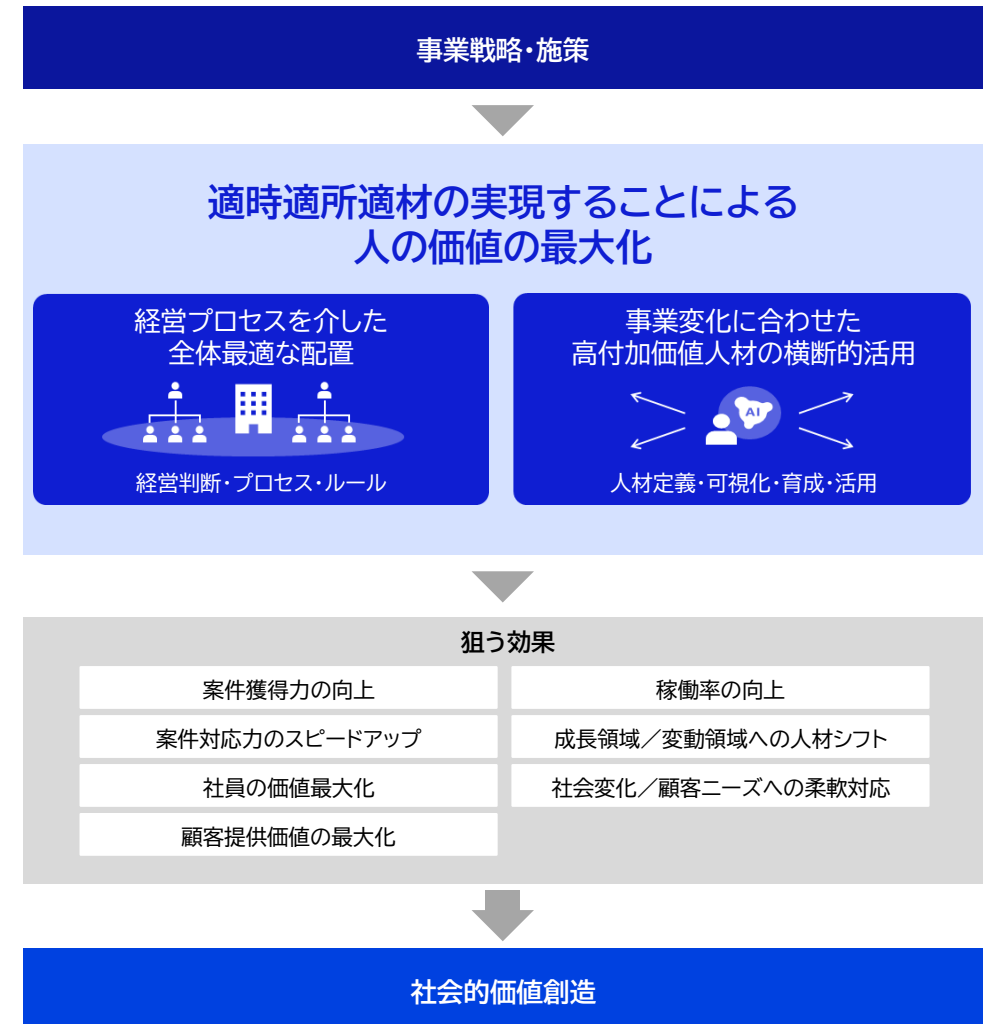 事業戦略・施策
適時適所適材の実現することによる
人の価値の最大化
経営プロセスを介した
全体最適な配置
経営判断・プロセス・ルール
事業変化に合わせた
高付加価値人材の横断的活用
AI
人材定義・可視化・育成・活用
狙う効果
案件獲得力の向上
稼働率の向上
案件対応力のスピードアップ
成長領域／変動領域への人材シフト
社員の価値最大化
社会変化／顧客ニーズへの柔軟対応
顧客提供価値の最大化
社会的価値創造